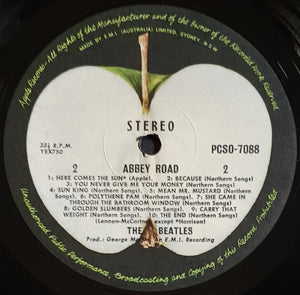 Apple Records - All Rights of the Manufacturer and of the Owner of the Recorded Work Reserved
MADE BY E.M.I. (AUSTRALIA) LIMITED, SYDNEY, N.S.W
STEREO
33⅓ R.P.M.
YEX750
PCSO-7088
2
ABBEY ROAD
2
1: HERE COMES THE SUN* (Apple). 2: BECAUSE (Northern Songs)
3: YOU NEVER GIVE ME YOUR MONEY (Northern Songs) 4:
SUN KING (Northern Songs) 5: MEAN MR. MUSTARD (Northern
Songs) 6: POLYTHENE PAM (Northern Songs) 7: SHE CAME IN
THROUGH THE BATHROOM WINDOW (Northern Songs) 8:
GOLDEN SLUMBERS (Northern Songs) 9: CARRY THAT
WEIGHT (Northern Songs) 10: THE END (Northern Songs)
(Lennon-McCartney except *Harrison)
THE BEATLES
Prod.: George Martin an E.M.I. Recording
Unauthorised Public Performance, Broadcasting and Copying of this Record Prohibited